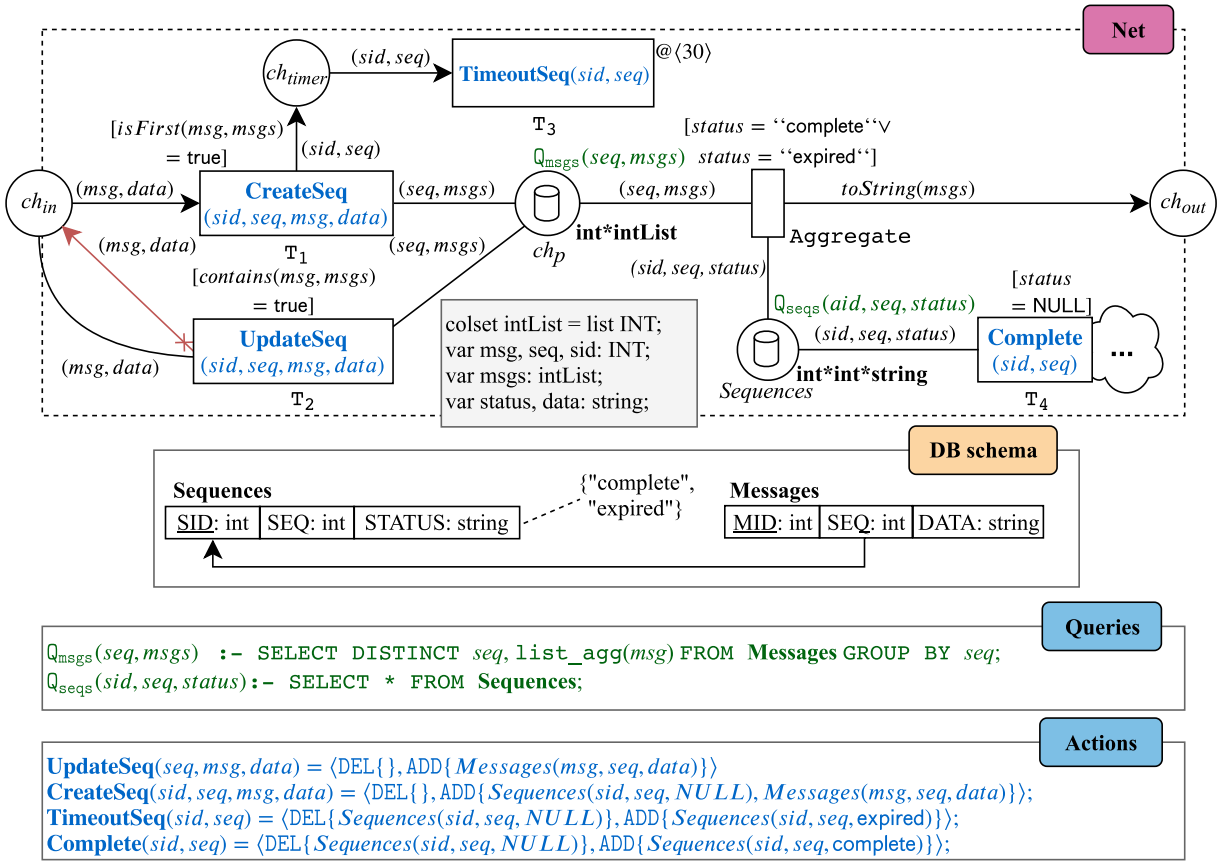 Net
(sid, seq)
@⟨30⟩
ch_timer
TimeoutSeq(sid, seq)
T3
[isFirst(msg, msgs)
= true]
(sid, seq)
[status = ‘‘complete‘‘∨
status = ‘‘expired‘‘]
Q_msgs(seq, msgs)
ch_in
(msg, data)
CreateSeq
(sid, seq, msg, data)
T1
(seq, msgs)
(seq, msgs)
toString(msgs)
ch_out
(msg, data)
(seq, msgs)
ch_p
int*intList
Aggregate
[contains(msg, msgs)
= true]
(sid, seq, status)
Q_seqs(aid, seq, status)
[status
= NULL]
UpdateSeq
(sid, seq, msg, data)
T2
(msg, data)
colset intList = list INT;
var msg, seq, sid: INT;
var msgs: intList;
var status, data: string;
(sid, seq, status)
Complete
(sid, seq)
...
T4
int*int*string
Sequences
DB schema
Sequences
SID: int SEQ: int STATUS: string
{"complete",
"expired"}
Messages
MID: int SEQ: int DATA: string
Queries
Q_msgs(seq, msgs) :- SELECT DISTINCT seq, list_agg(msg) FROM Messages GROUP BY seq;
Q_seqs(sid, seq, status):- SELECT * FROM Sequences;
Actions
UpdateSeq(seq, msg, data) = ⟨DEL{}, ADD{Messages(msg, seq, data)}⟩
CreateSeq(sid, seq, msg, data) = ⟨DEL{}, ADD{Sequences(sid, seq, NULL), Messages(msg, seq, data)}⟩;
TimeoutSeq(sid, seq) = ⟨DEL{Sequences(sid, seq, NULL)}, ADD{Sequences(sid, seq, expired)}⟩;
Complete(sid, seq) = ⟨DEL{Sequences(sid, seq, NULL)}, ADD{Sequences(sid, seq, complete)}⟩;